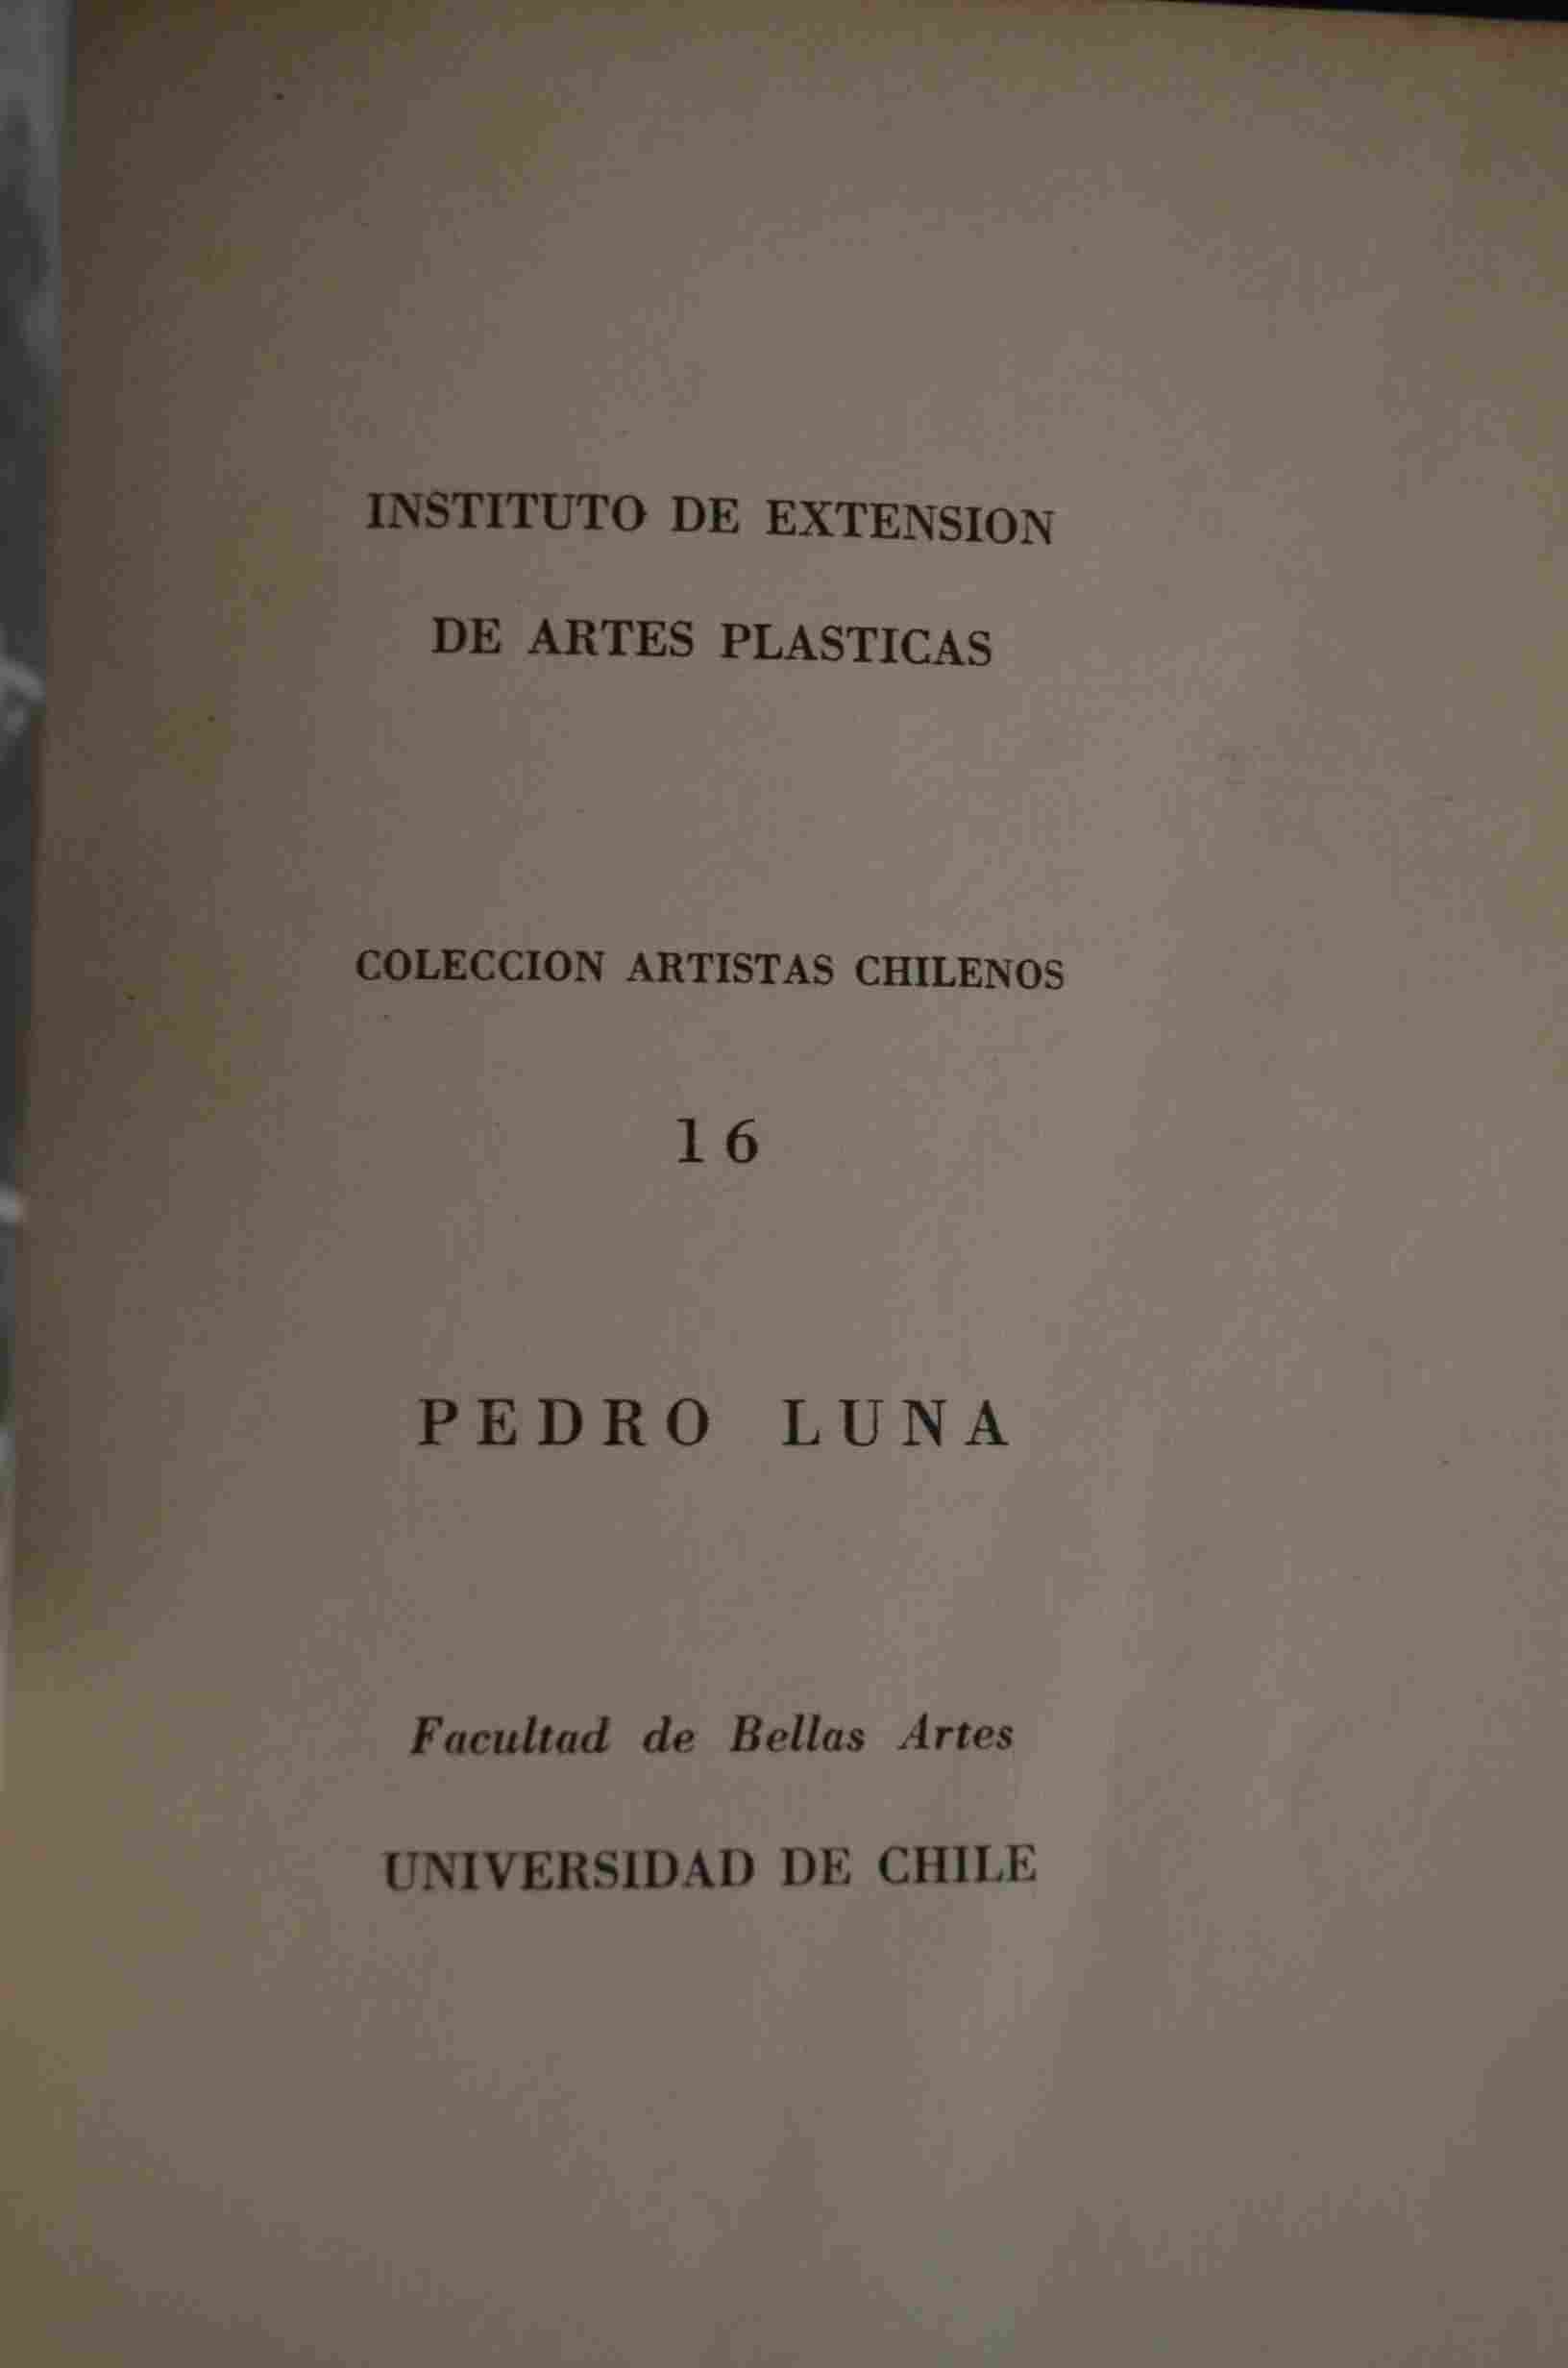 INSTITUTO DE EXTENSION
DE ARTES PLASTICAS
COLECCION ARTISTAS CHILENOS
16
PEDRO LUNA
Facultad de Bellas Artes
UNIVERSIDAD DE CHILE